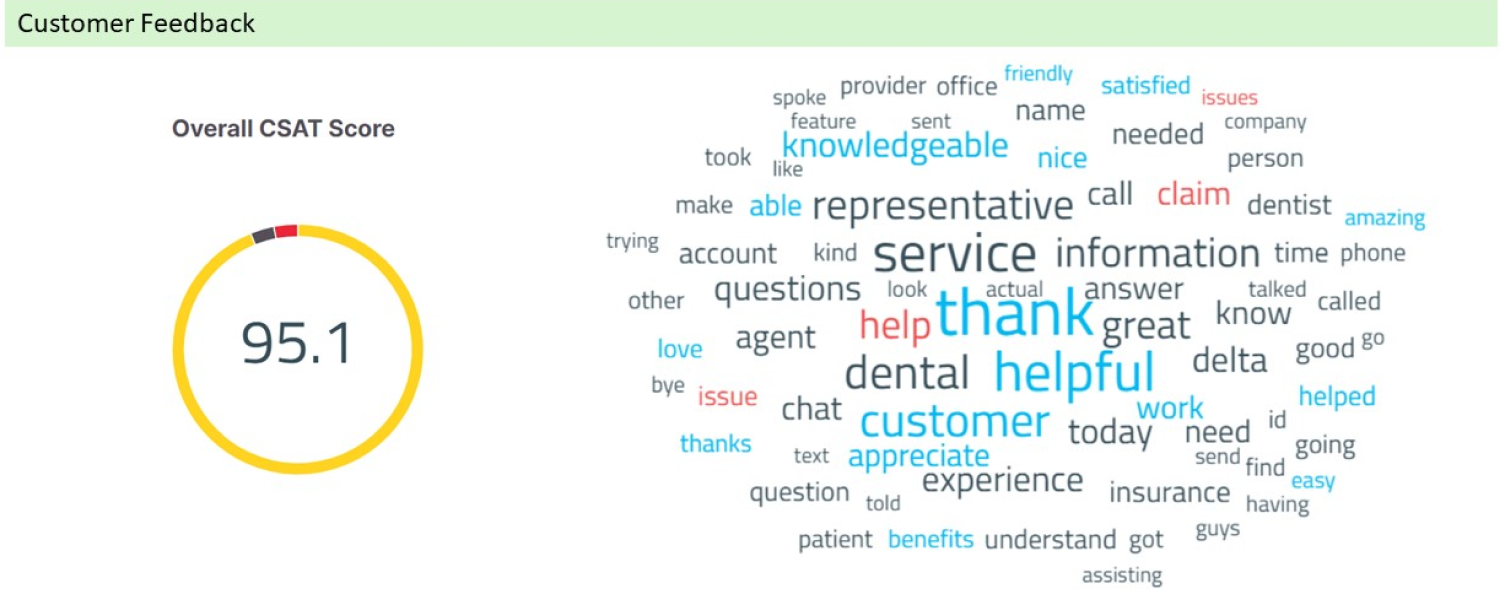 Customer Feedback
Overall CSAT Score
95.1
friendly
spoke provider office satisfied issues
feature sent name needed company
took knowledgeable nice person
like
make able representative call claim dentist amazing
trying account kind service information time phone
other questions look actual answer talked called
love agent help thank great know good go
bye issue dental helpful delta helped
chat customer work id
thanks text appreciate today need going
send find easy
question told experience insurance having
patient benefits understand got guys
assisting